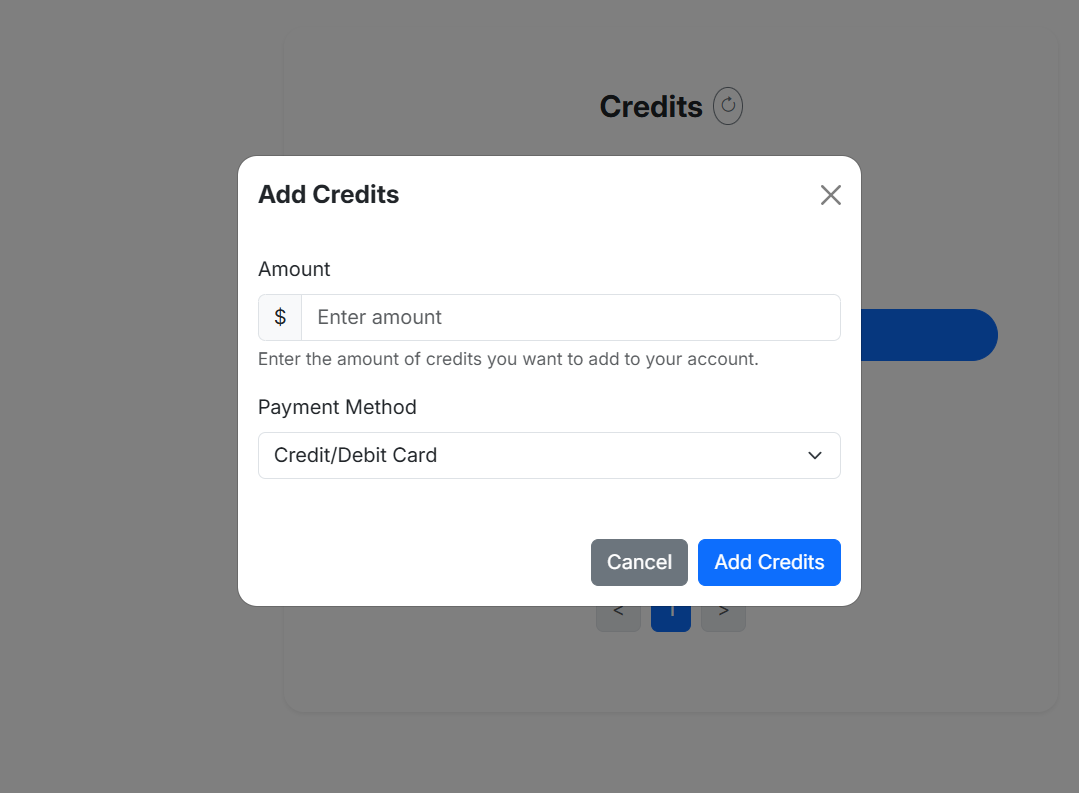 Credits
Add Credits
Amount
$ Enter amount
Enter the amount of credits you want to add to your account.
Payment Method
Credit/Debit Card
Cancel Add Credits
< 1 >